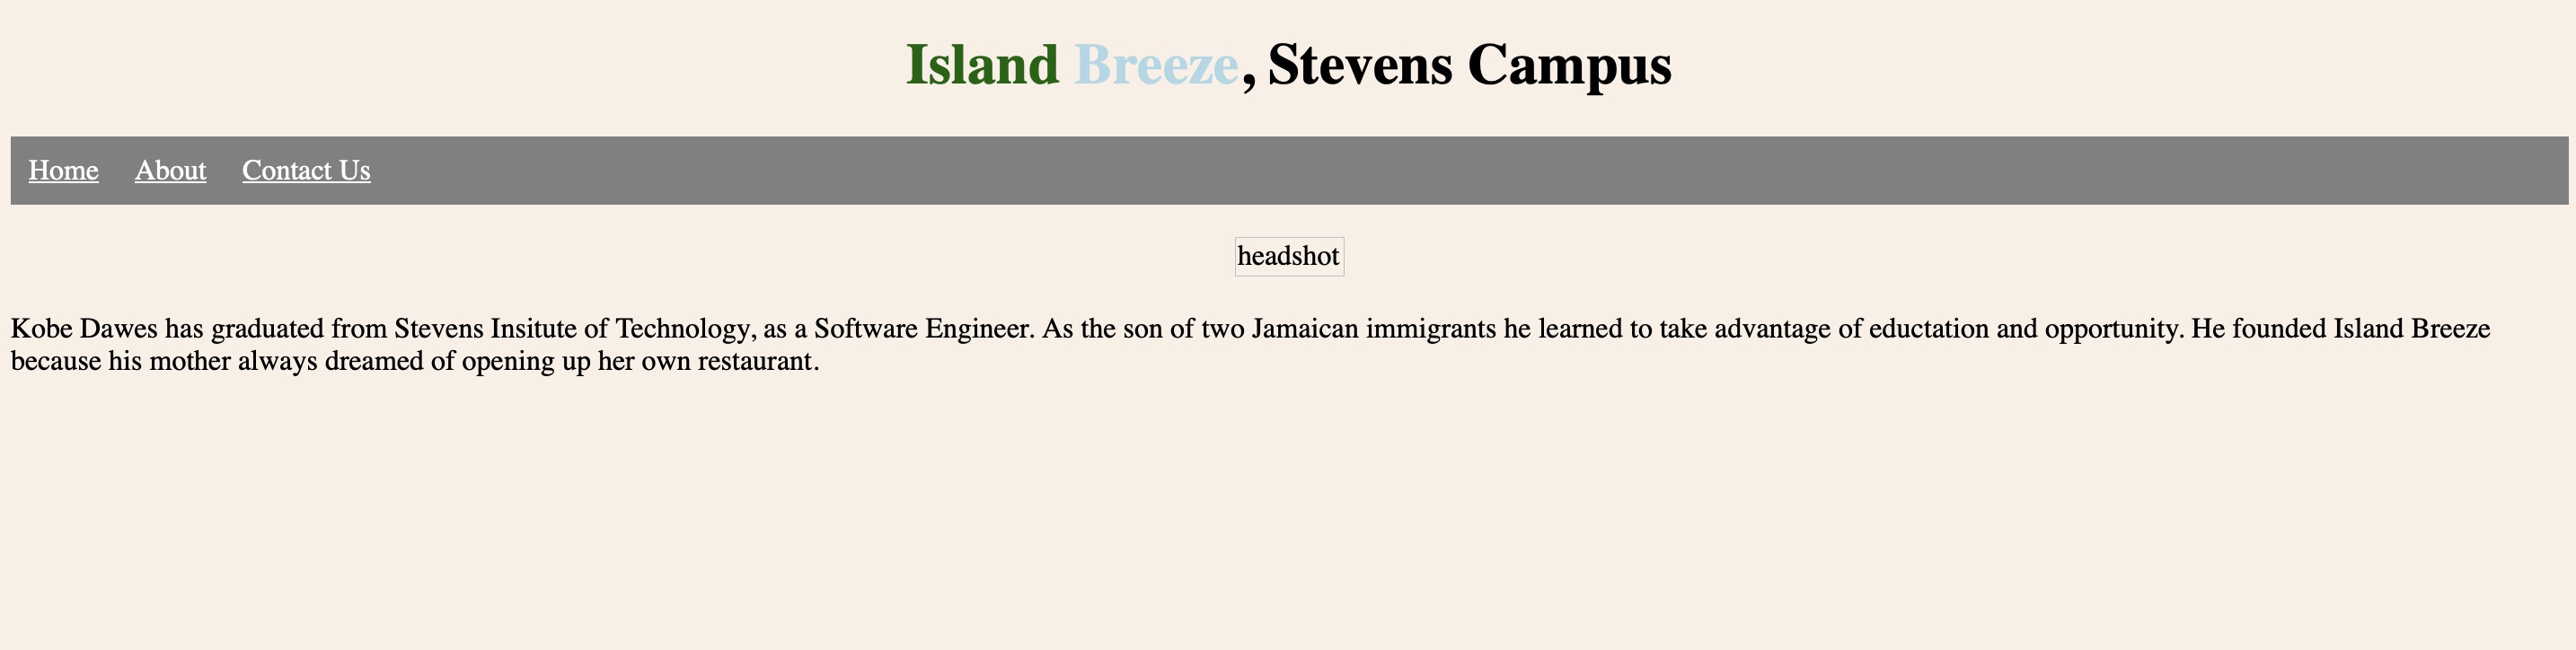 Island Breeze, Stevens Campus
Home About Contact Us
headshot
Kobe Dawes has graduated from Stevens Insitute of Technology, as a Software Engineer. As the son of two Jamaican immigrants he learned to take advantage of eductation and opportunity. He founded Island Breeze
because his mother always dreamed of opening up her own restaurant.